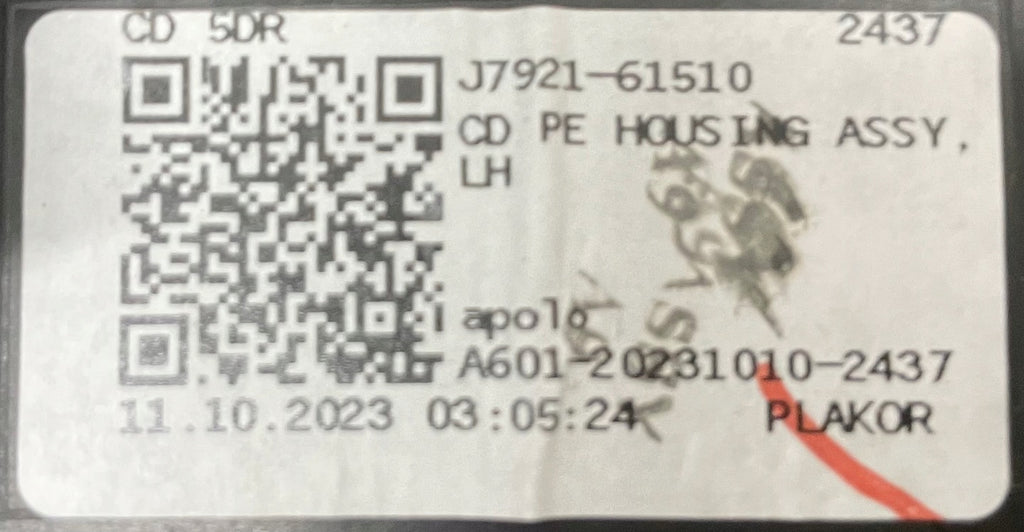 CD 5DR 2437
J7921-61510
CD PE HOUSING ASSY,
LH
apolo
A601-20231010-2437
11.10.2023 03:05:24 PLAKOR